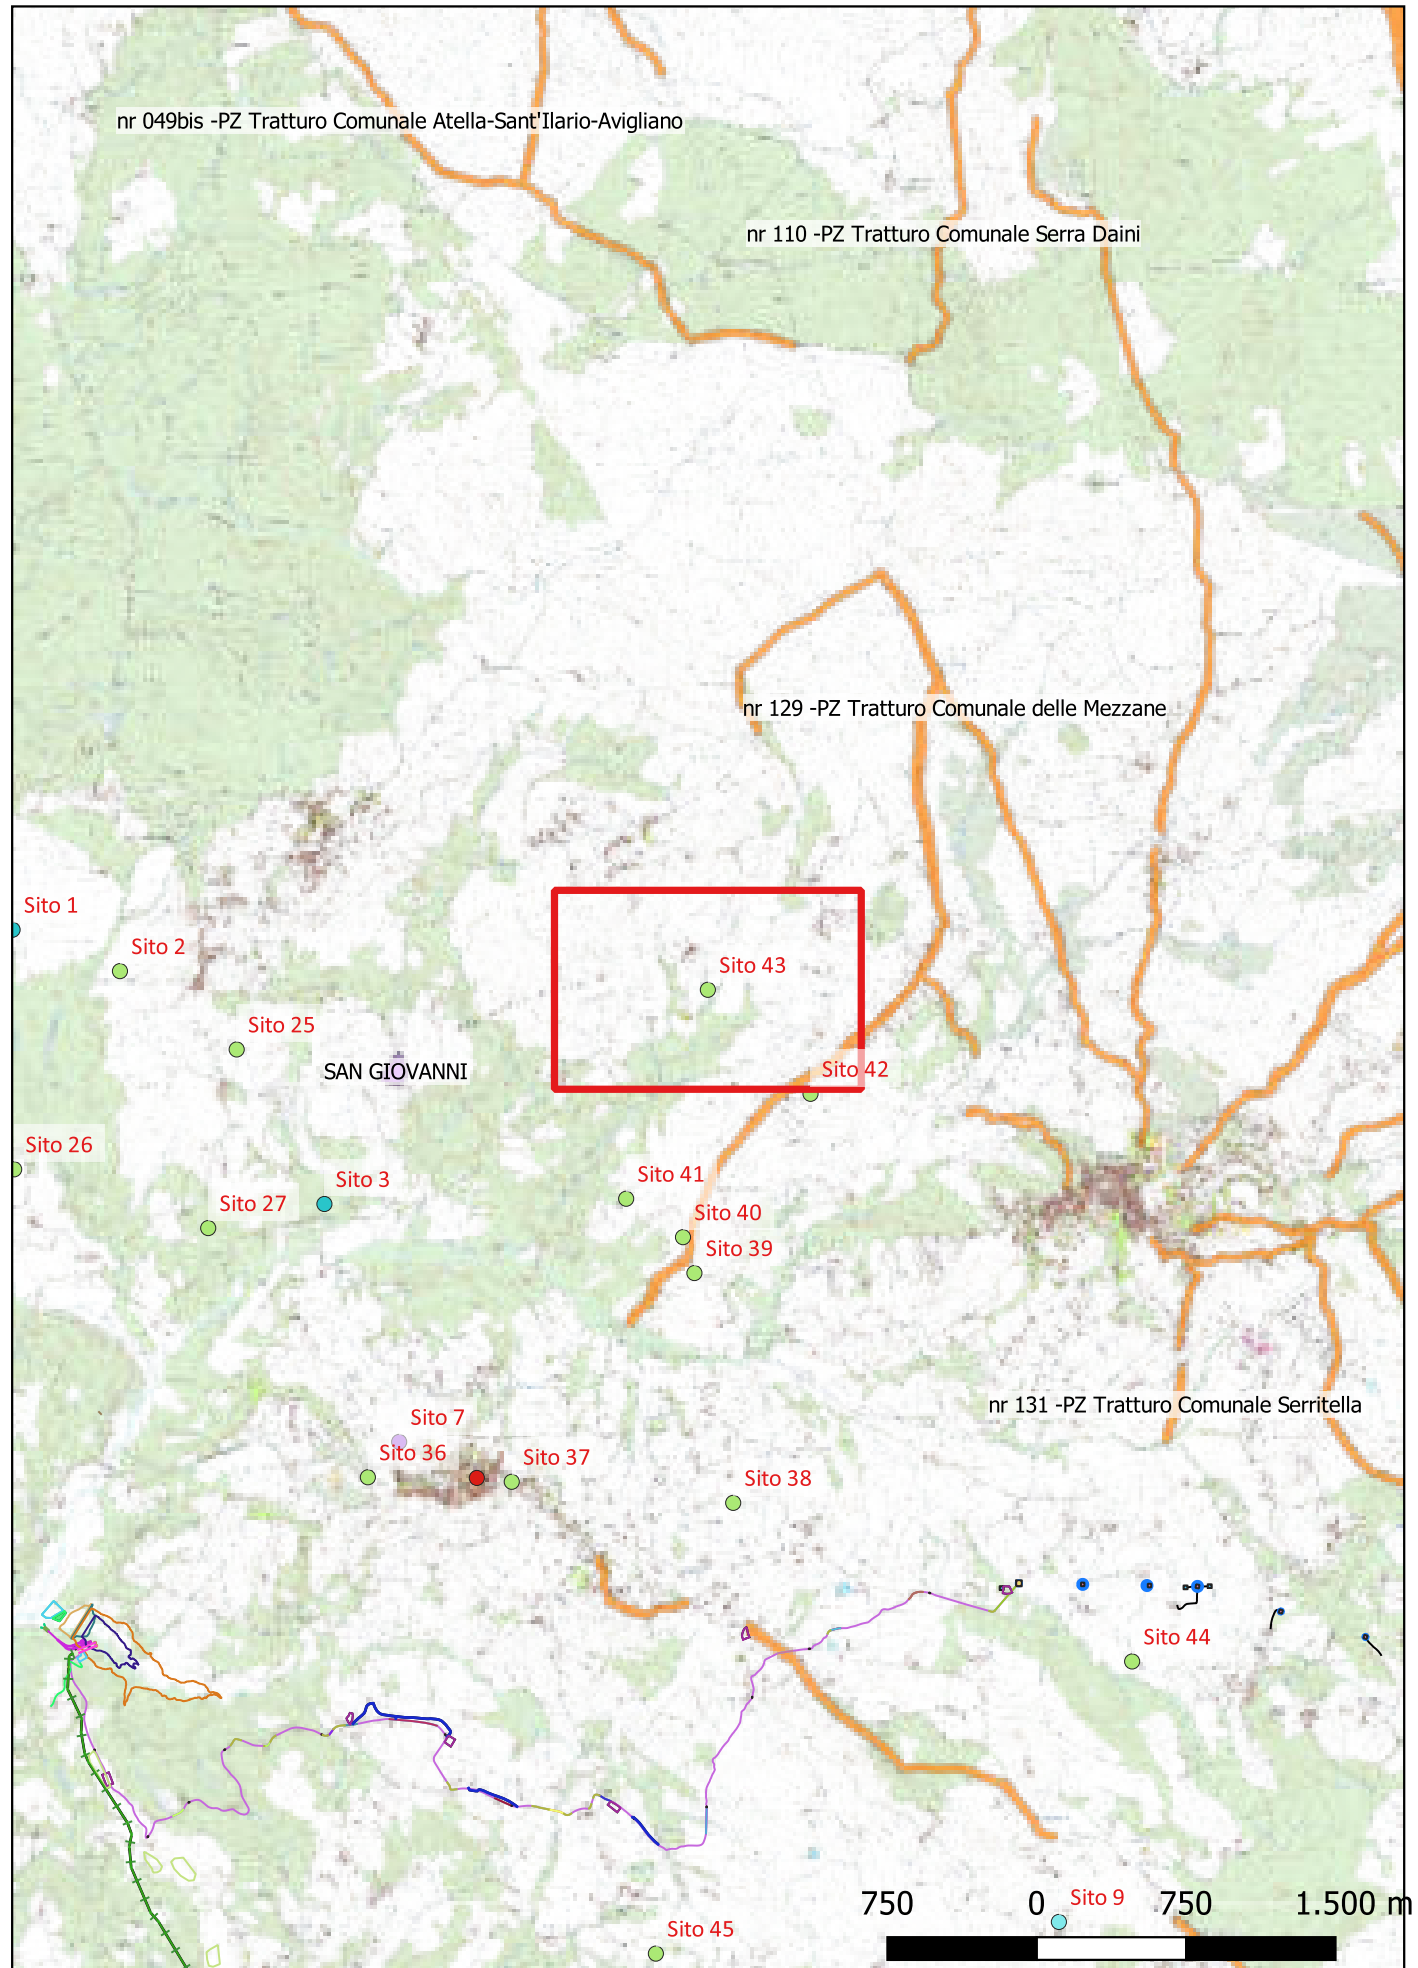 nr 049bis -PZ Tratturo Comunale Atella-Sant'Ilario-Avigliano
nr 110 -PZ Tratturo Comunale Serra Daini
nr 129 -PZ Tratturo Comunale delle Mezzane
Sito 1
Sito 2
Sito 43
Sito 25
SAN GIOVANNI
Sito 42
Sito 26
Sito 3
Sito 41
Sito 27
Sito 40
Sito 39
nr 131 -PZ Tratturo Comunale Serritella
Sito 7
Sito 36
Sito 37
Sito 38
Sito 44
Sito 9
750 0 750 1.500 m
Sito 45